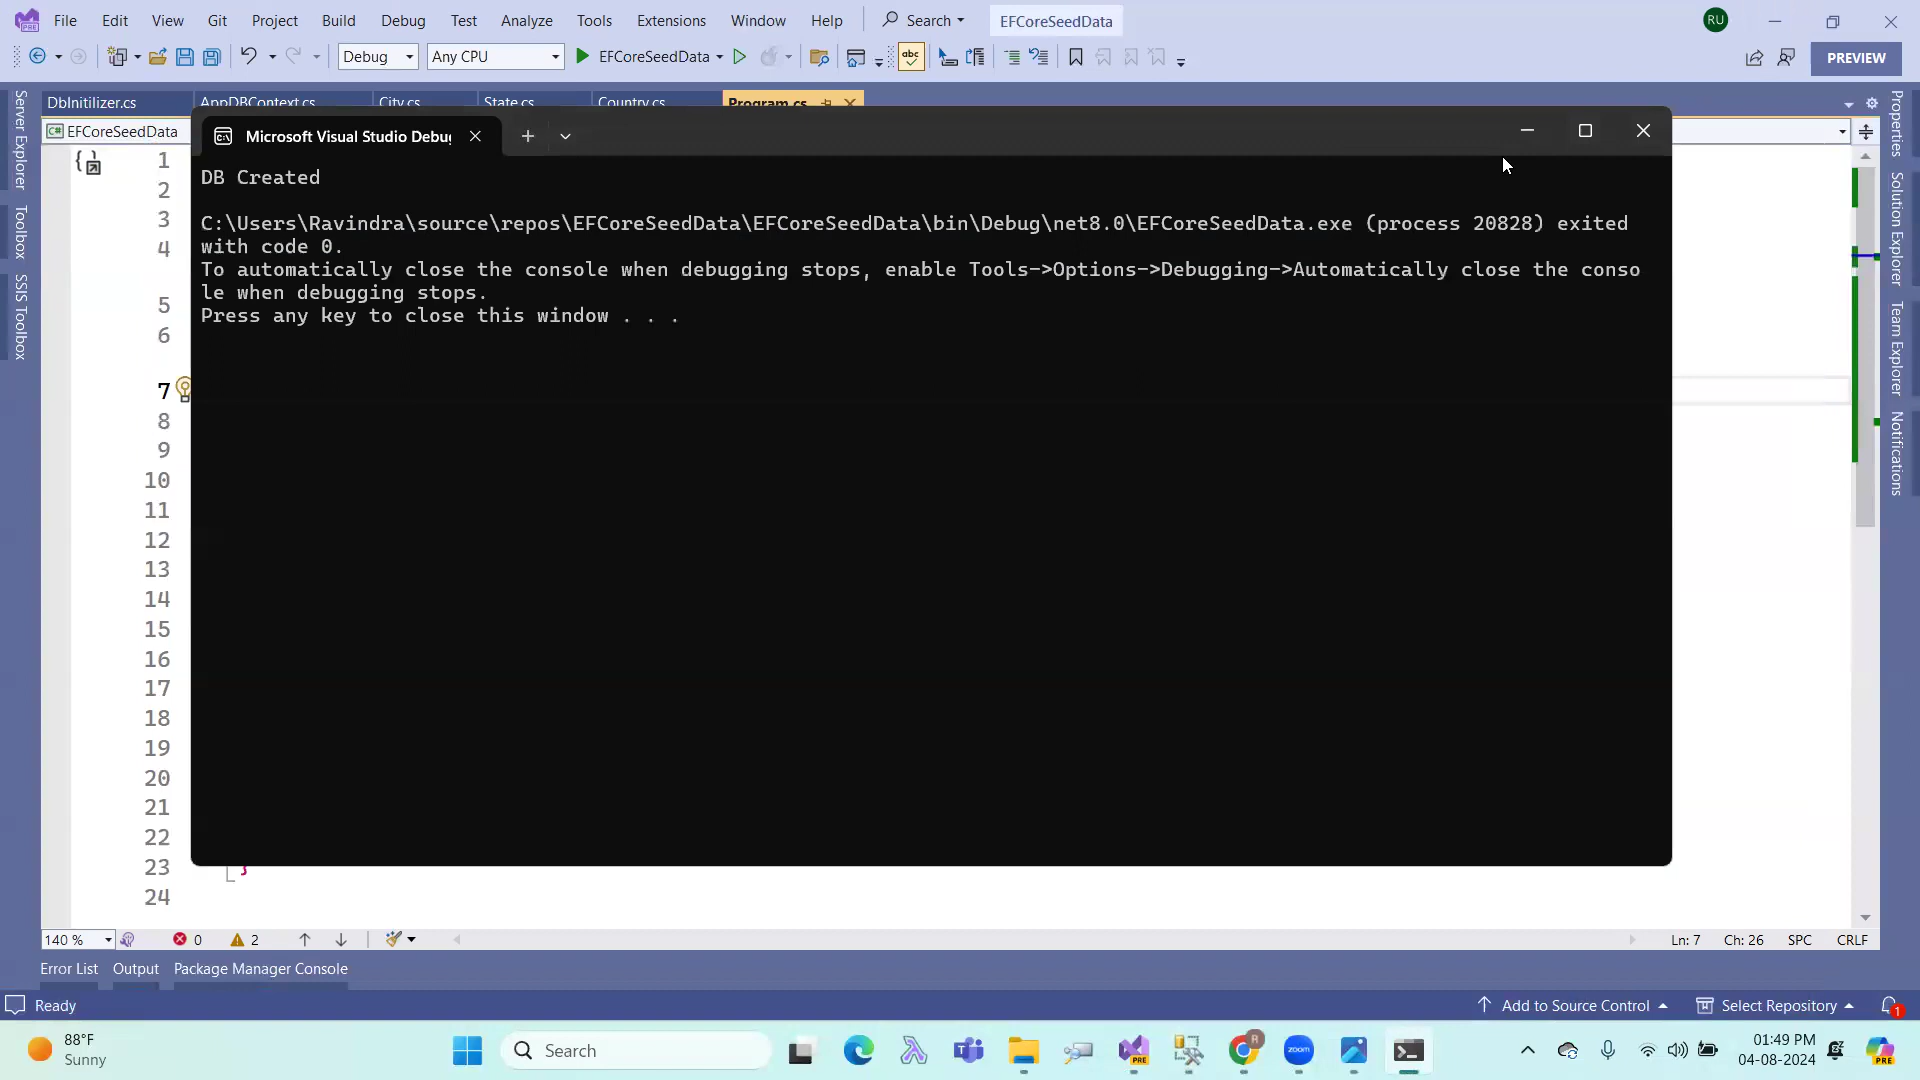 File Edit View Git Project Build Debug Test Analyze Tools Extensions Window Help Search EFCoreSeedData RU
Debug Any CPU EFCoreSeedData abc PREVIEW
DbInitilizer.cs AppDBContext.cs City.cs State.cs Country.cs Program.cs
C# EFCoreSeedData
Microsoft Visual Studio Debug
DB Created
C:\Users\Ravindra\source\repos\EFCoreSeedData\EFCoreSeedData\bin\Debug\net8.0\EFCoreSeedData.exe (process 20828) exited
with code 0.
To automatically close the console when debugging stops, enable Tools->Options->Debugging->Automatically close the conso
le when debugging stops.
Press any key to close this window . . .
Server Explorer
Toolbox
SSIS Toolbox
1
2
3
4
5
6
7
8
9
10
11
12
13
14
15
16
17
18
19
20
21
22
23 }
24
Properties
Solution Explorer
Team Explorer
Notifications
140 % 0 2 Ln: 7 Ch: 26 SPC CRLF
Error List Output Package Manager Console
Ready Add to Source Control Select Repository 1
88°F
Sunny
Search
PRE
zoom
R
01:49 PM
04-08-2024
PRE